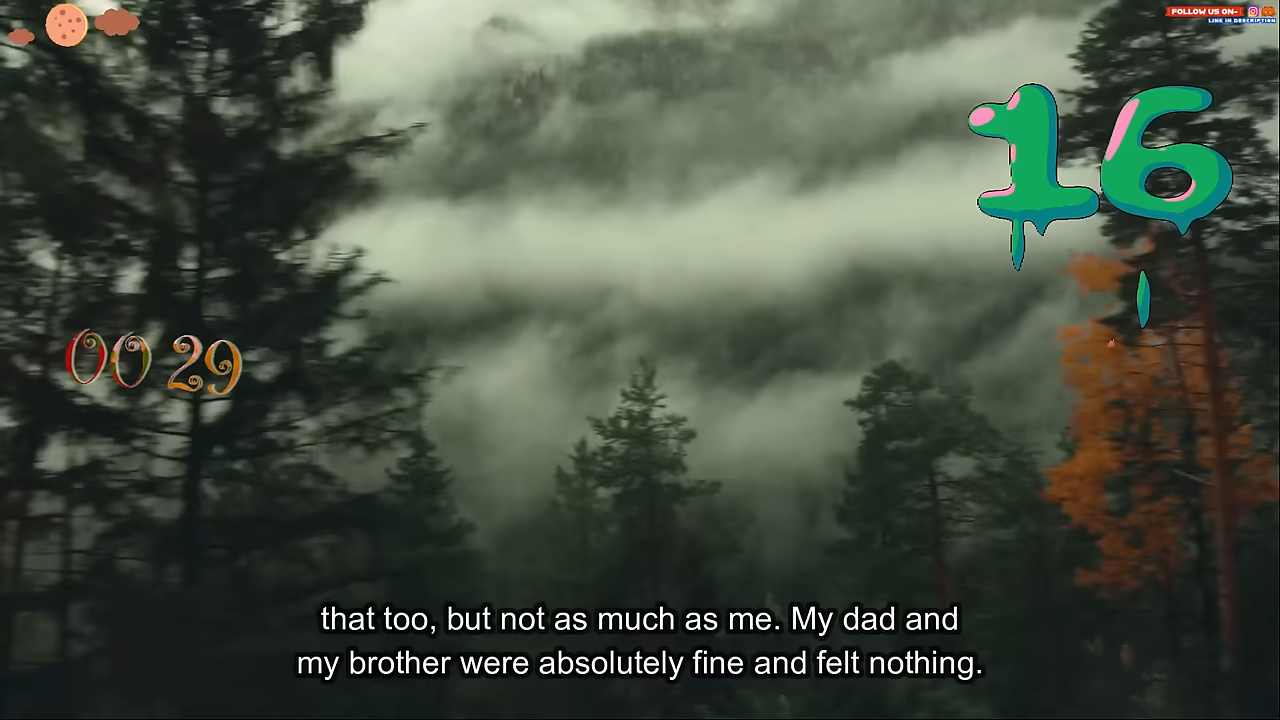 FOLLOW US ON-
LINK IN DESCRIPTION
16
00 29
that too, but not as much as me. My dad and
my brother were absolutely fine and felt nothing.